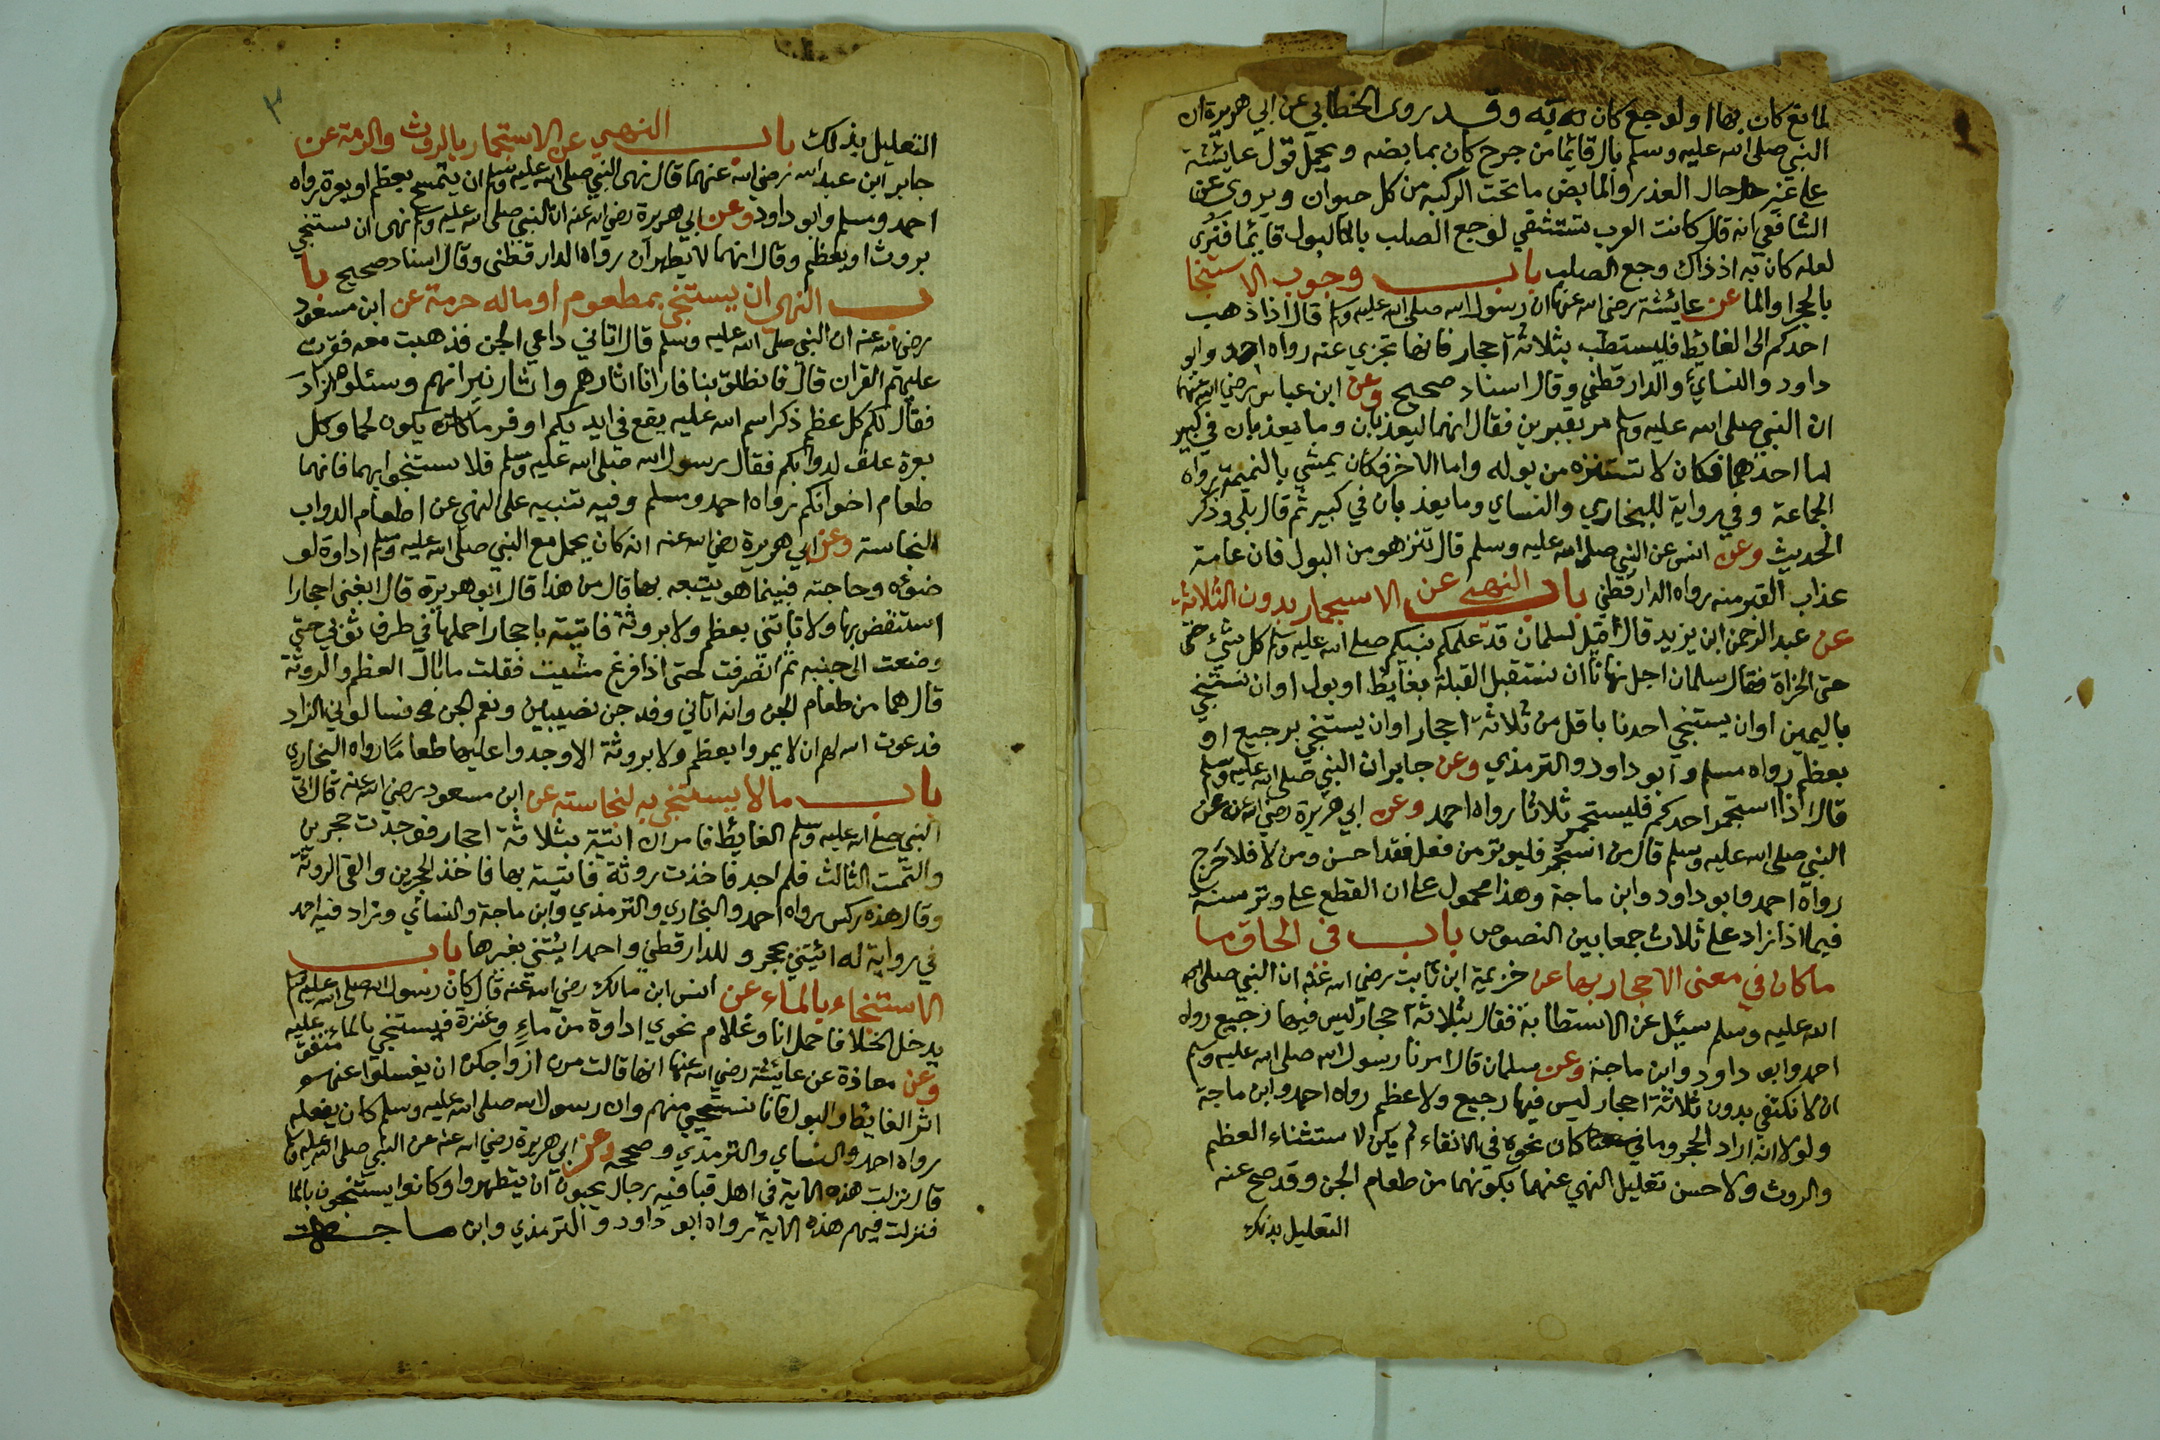 لمانع كان بها او لوجع كان به وقد روى الخطابي عن ابي هريرة ان
النبي صلى الله عليه وسلم بال قائما من جرح كان بمابضه ويحمل قول عايشة
على غير حال العذر والمابض ما تحت الركبة من كل حيوان ويروى عن
الشافعي انه قال كانت العرب تستشفي لوجع الصلب بالبول قايما فنرى
لعله كان به اذ ذاك وجع الصلب باب وجوب الاستنجا
بالحجر او الما عن عايشة رضي الله عنها ان رسول الله صلى الله عليه وسلم قال اذا ذهب
احدكم الى الغايط فليستطب بثلاثة احجار فانها تجزي عنه رواه احمد وابو
داود والنساي والدارقطني وقال اسناد صحيح وعن ابن عباس رضي الله عنهما
ان النبي صلى الله عليه وسلم مر بقبرين فقال انهما ليعذبان وما يعذبان في كبير
اما احدهما فكان لا تستنزه من بوله واما الاخر فكان يمشي بالنميمة رواه
الجماعة وفي رواية للبخاري والنساي وما يعذبان في كبير ثم قال بلى وذكر
الحديث وعن انس عن النبي صلى الله عليه وسلم قال تنزهو من البول فان عامة
عذاب القبر منه رواه الدارقطني باب النهي عن الاستجمار بدون الثلاثة
عن عبد الرحمن ابن يزيد قال قيل لسلمان قد علمكم نبيكم صلى الله عليه وسلم كل شيء حتى
حتى الخراة فقال سلمان اجل نهانا ان نستقبل القبلة بغايط او بول او ان نستنجي
باليمين او ان يستنجي احدنا باقل من ثلاثة احجار او ان يستنجي برجيع او
بعظم رواه مسلم وابو داود والترمذي وعن جابر ان النبي صلى الله عليه وسلم
قال اذا استجمر احدكم فليستجمر ثلاثا رواه احمد وعن ابي هريرة رضي الله عنه عن
النبي صلى الله عليه وسلم قال من استجمر فليوتر من فعل فقد احسن ومن لا فلا حرج
رواه احمد وابو داود وابن ماجة وهذا محمول على ان القطع على وتر سنة
فيما اذا زاد على ثلاث جمعا بين النصوص باب في الحاق ما
ما كان في معنى الاحجار بها عن خزيمة ابن ثابت رضي الله عنه ان النبي صلى الله
الله عليه وسلم سيل عن الاستطابة فقال بثلاثة احجار ليس فيها رجيع رواه
احمد وابو داود وابن ماجة وعن سلمان قال امرنا رسول الله صلى الله عليه وسلم
ان لا نكتفي بدون ثلاثة احجار ليس فيها رجيع ولا عظم رواه احمد وابن ماجة
ولولا انه اراد الحجر وما كان نحوه في الانقاء لم يكن لاستثناء العظم
والروث ولا حسن تعليل النهي عنهما بكونهما من طعام الجن وقد صح عنه
التعليل بذلك
التعليل بذلك باب النهي عن الاستجمار بالروث والرمة عن
جابر ابن عبد الله رضي الله عنهما قال نهى النبي صلى الله عليه وسلم ان يتمسح بعظم او بعرة رواه
احمد ومسلم وابو داود وعن ابي هريرة رضي الله عنه ان النبي صلى الله عليه وسلم نهى ان يستنجي
بروث او بعظم وقال انهما لا يطهران رواه الدارقطني وقال اسناد صحيح با
ب النهي ان يستنجي بمطعوم او ما له حرمة عن ابن مسعود
رضي الله عنه ان النبي صلى الله عليه وسلم قال اتاني داعي الجن فذهبت معه فقرت
عليهم القران قال فانطلق بنا فارانا اثارهم واثار نيرانهم وسئلوه الزاد
فقال لكم كل عظم ذكر اسم الله عليه يقع في ايديكم اوفر ما يكون لحما وكل
بعرة علف لدوابكم فقال رسول الله صلى الله عليه وسلم فلا تستنجوا بهما فانهما
طعام اخوانكم رواه احمد ومسلم وفيه تنبيه على النهي عن اطعام الدواب
النجاسة وعن ابي هريرة رضي الله عنه انه كان يحمل مع النبي صلى الله عليه وسلم اداوة لو
ضوءه وحاجته فبينما هو يتبعه بها قال من هذا قال ابو هريرة قال ابغني احجارا
استنفض بها ولا تاتني بعظم ولا بروثة فاتيته باحجار احملها في طرف ثوبي حتى
وضعت الى جنبه ثم انصرفت حتى اذا فرغ مشيت فقلت ما بال العظم والروثة
قال هما من طعام الجن وانه اتاني وفد جن نصيبين ونعم الجن فسالوني الزاد
فدعوت الله لهم ان لا يمروا بعظم ولا بروثة الا وجدوا عليها طعاما رواه البخاري
باب ما لا يستنجى به لنجاسته عن ابن مسعود رضي الله عنه قال اتى
النبي صلى الله عليه وسلم الغائط فامر ان اتيه بثلاثة احجار فوجدت حجرين
والتمست الثالث فلم اجد فاخذت روثة فاتيته بها فاخذ الحجرين والقى الروثة
وقال هذه ركس رواه احمد والبخاري والترمذي وابن ماجة والنسائي وزاد فيه احمد
في رواية له ائتني بحجر وللدارقطني واحمد ائتني بغيرها باب
الاستنجاء بالماء عن انس ابن مالك رضي الله عنه قال كان رسول الله صلى الله عليه وسلم
يدخل الخلا فاحمل انا وغلام نحوي اداوة من ماء وعنزة فيستنجي بالماء متفق عليه
وعن معاذة عن عايشة رضي الله عنها انها قالت مرن ازواجكن ان يغسلوا عنهم
اثر الغايط والبول فانا نستحيي منهم وان رسول الله صلى الله عليه وسلم كان يفعله
رواه احمد والنساي والترمذي وصححه وعن ابي هريرة رضي الله عنه عن النبي صلى الله عليه وسلم
قال نزلت هذه الاية في اهل قبا فيه رجال يحبون ان يتطهروا وكانوا يستنجون بالما
فنزلت فيهم هذه الاية رواه ابو داود والترمذي وابن ماجة